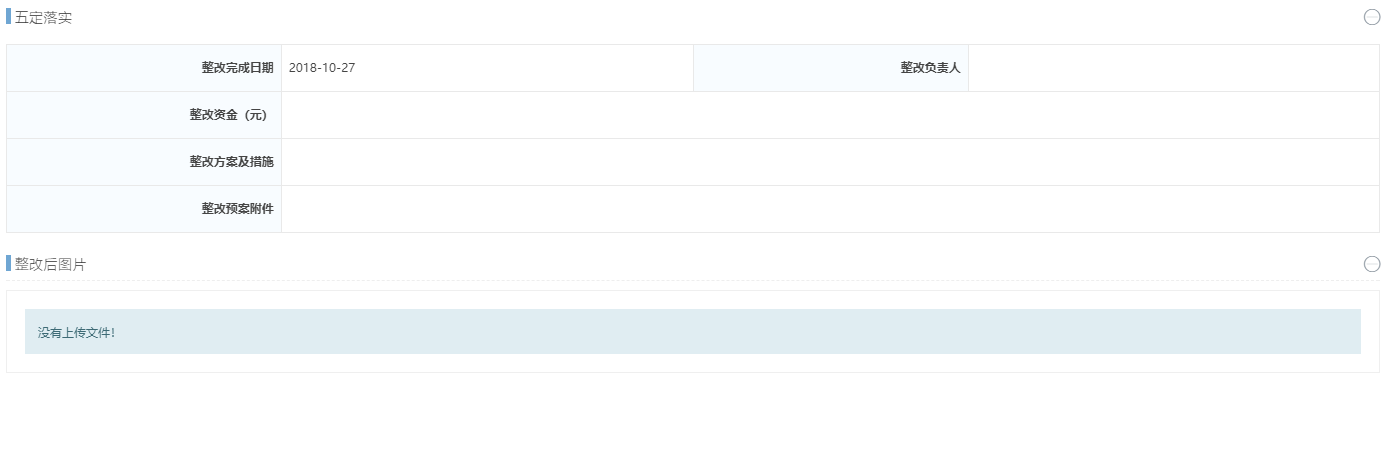 五定落实
整改完成日期 2018-10-27 整改负责人
整改资金（元）
整改方案及措施
整改预案附件
整改后图片
没有上传文件!